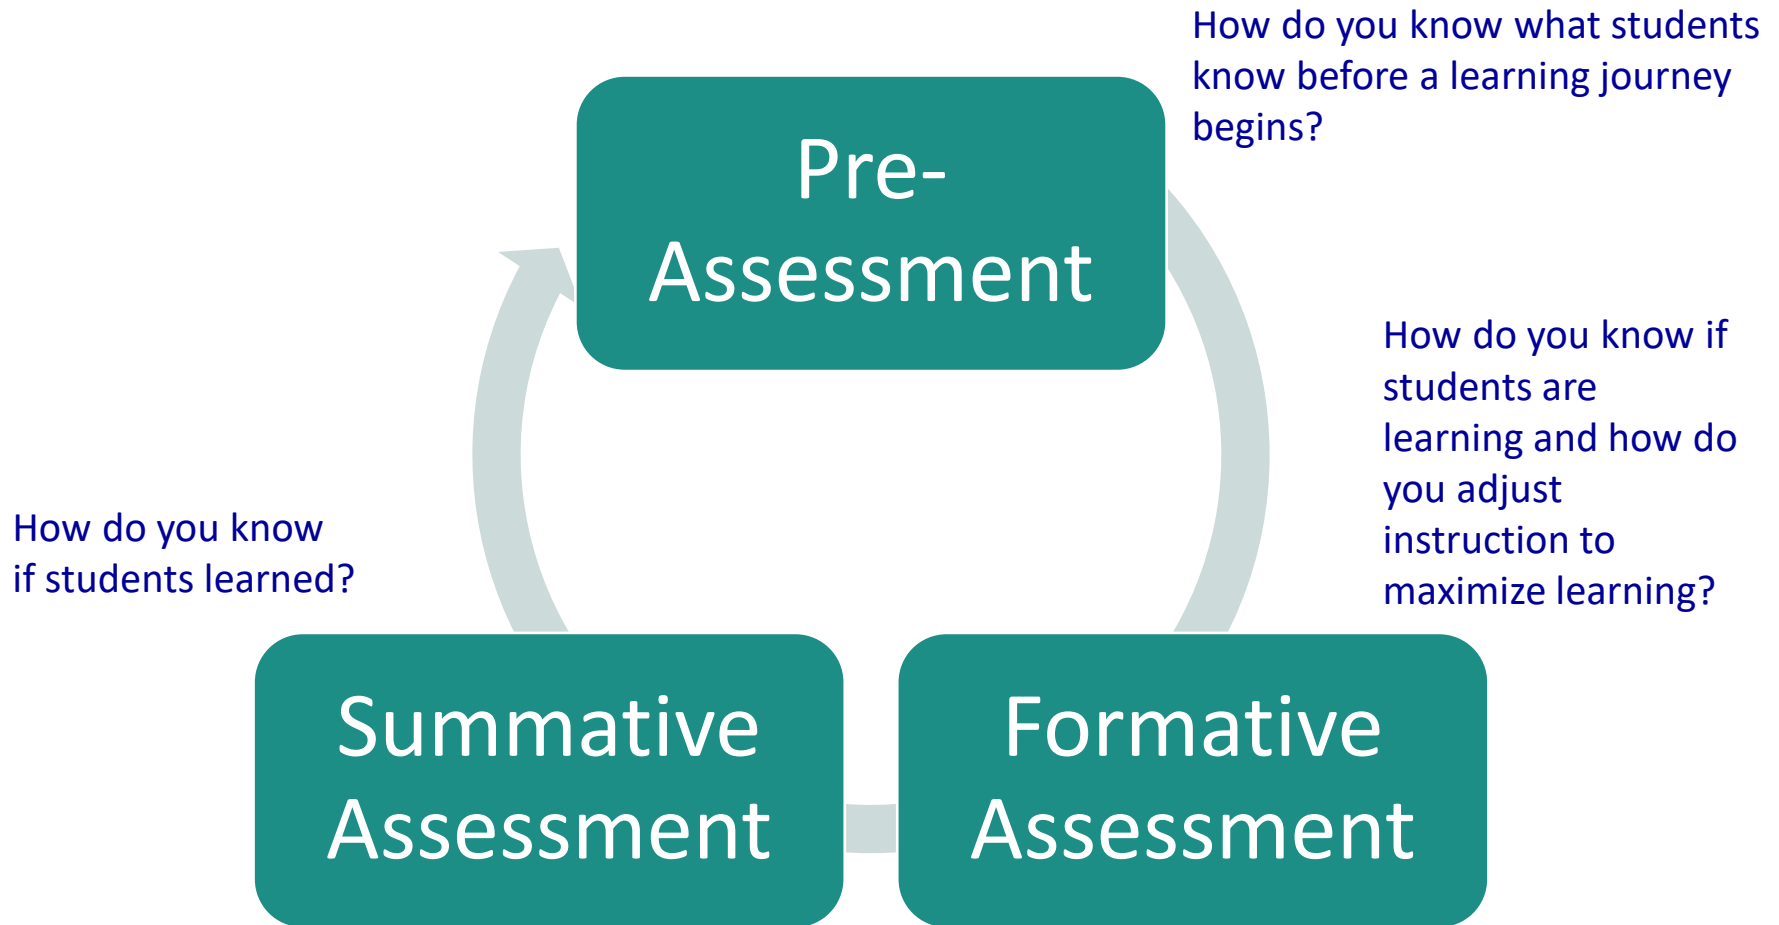 How do you know what students
know before a learning journey
begins?
Pre-
Assessment
How do you know if
students are
learning and how do
you adjust
instruction to
maximize learning?
How do you know
if students learned?
Summative
Assessment
Formative
Assessment